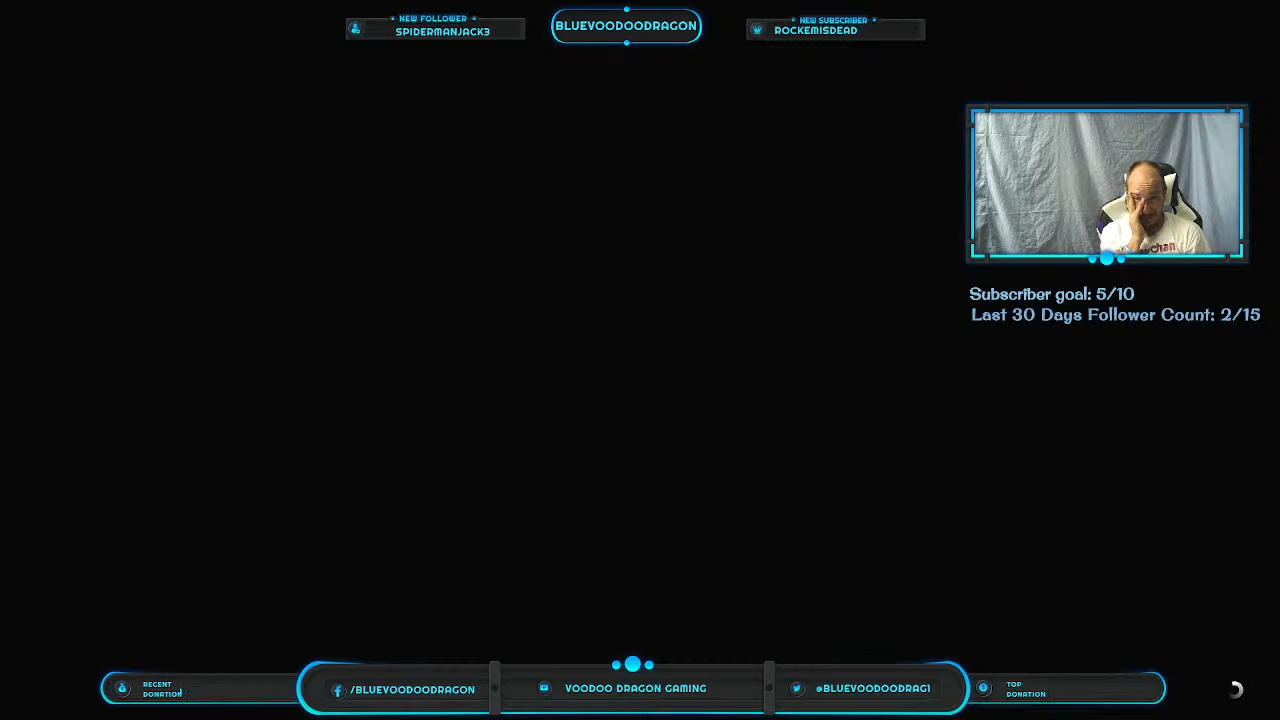 NEW FOLLOWER
SPIDERMANJACK3
BLUEVOODOODRAGON
NEW SUBSCRIBER
ROCKEMISDEAD
chan
Subscriber goal: 5/10
Last 30 Days Follower Count: 2/15
RECENT
DONATION
/BLUEVOODOODRAGON
VOODOO DRAGON GAMING
@BLUEVOODOODRAG1
TOP
DONATION